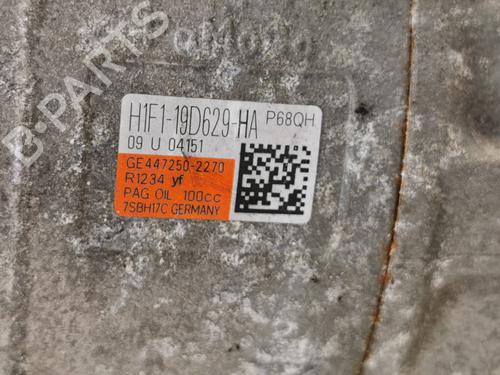 B-PARTS
H1F1-19D629-HA P68QH
09 U 04151
GE447250-2270
R1234 yf
PAG OIL 100cc
7SBH17C GERMANY